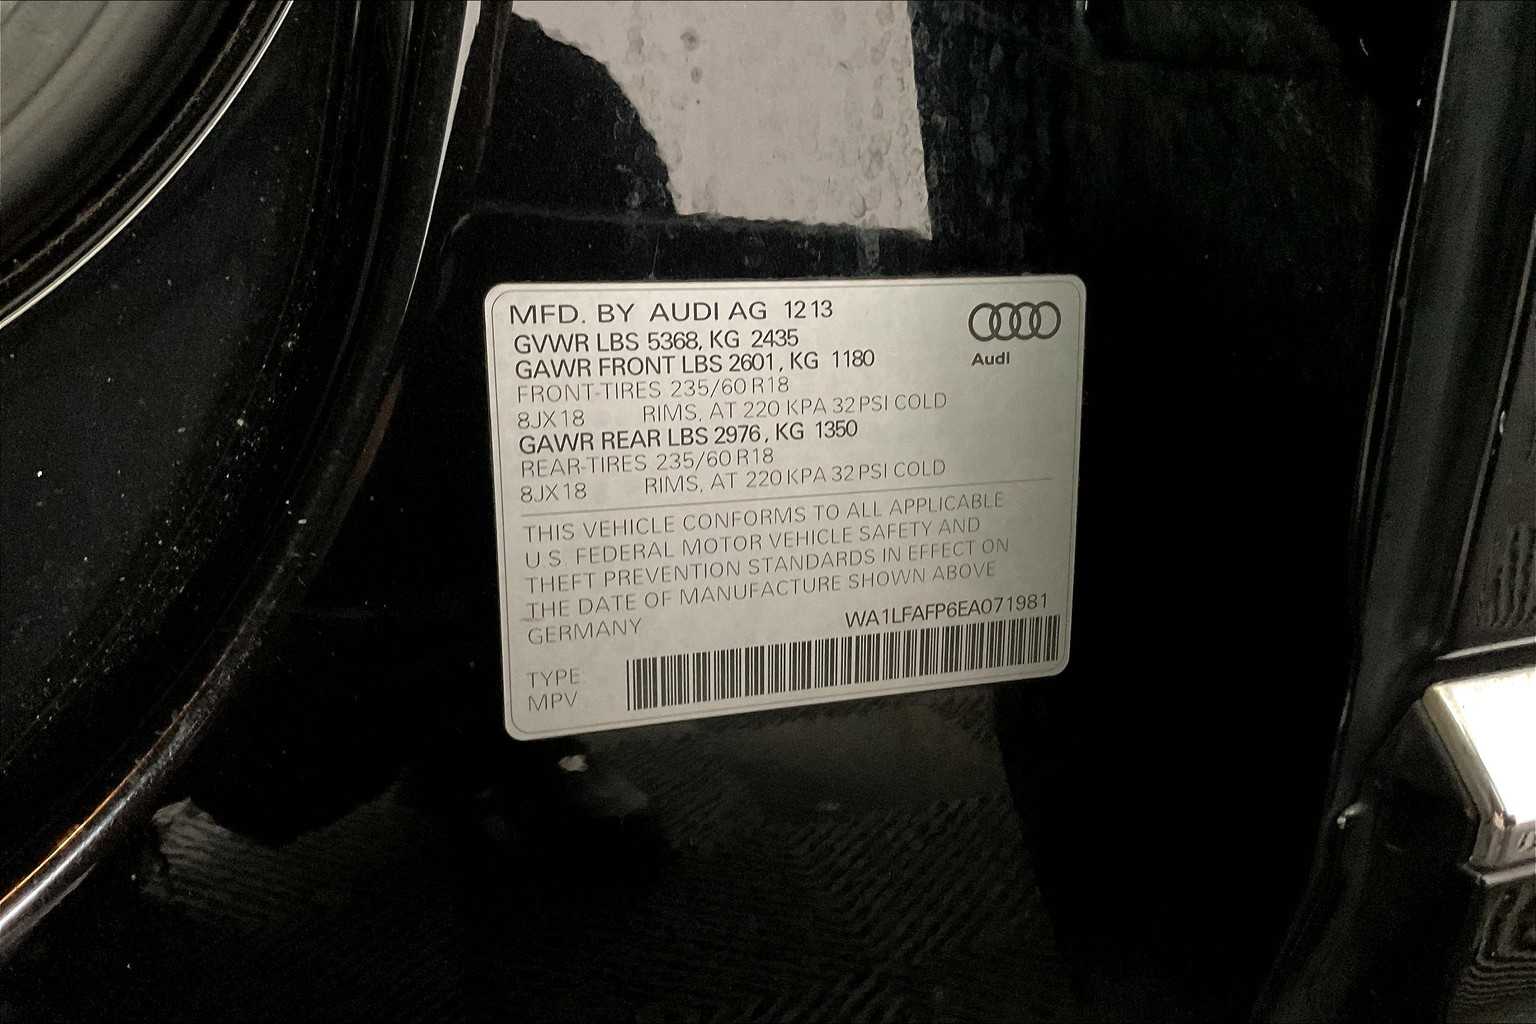 MFD. BY AUDI AG 12 13
GVWR LBS 5368, KG 2435
GAWR FRONT LBS 2601, KG 1180
FRONT-TIRES 235/60 R18
8JX18 RIMS, AT 220 KPA 32 PSI COLD
GAWR REAR LBS 2976, KG 1350
REAR-TIRES 235/60 R18
8JX18 RIMS, AT 220 KPA 32 PSI COLD
Audi
THIS VEHICLE CONFORMS TO ALL APPLICABLE
U.S. FEDERAL MOTOR VEHICLE SAFETY AND
THEFT PREVENTION STANDARDS IN EFFECT ON
THE DATE OF MANUFACTURE SHOWN ABOVE
GERMANY WA1LFAFP6EA071981
TYPE:
MPV